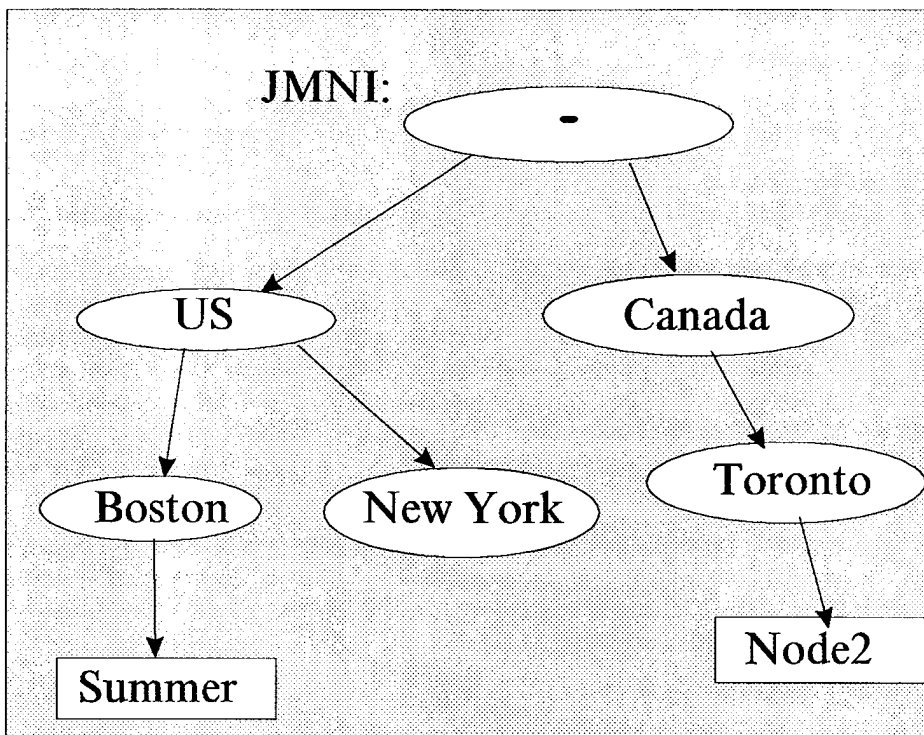 JMNI:
-
US
Canada
Boston
New York
Toronto
Summer
Node2